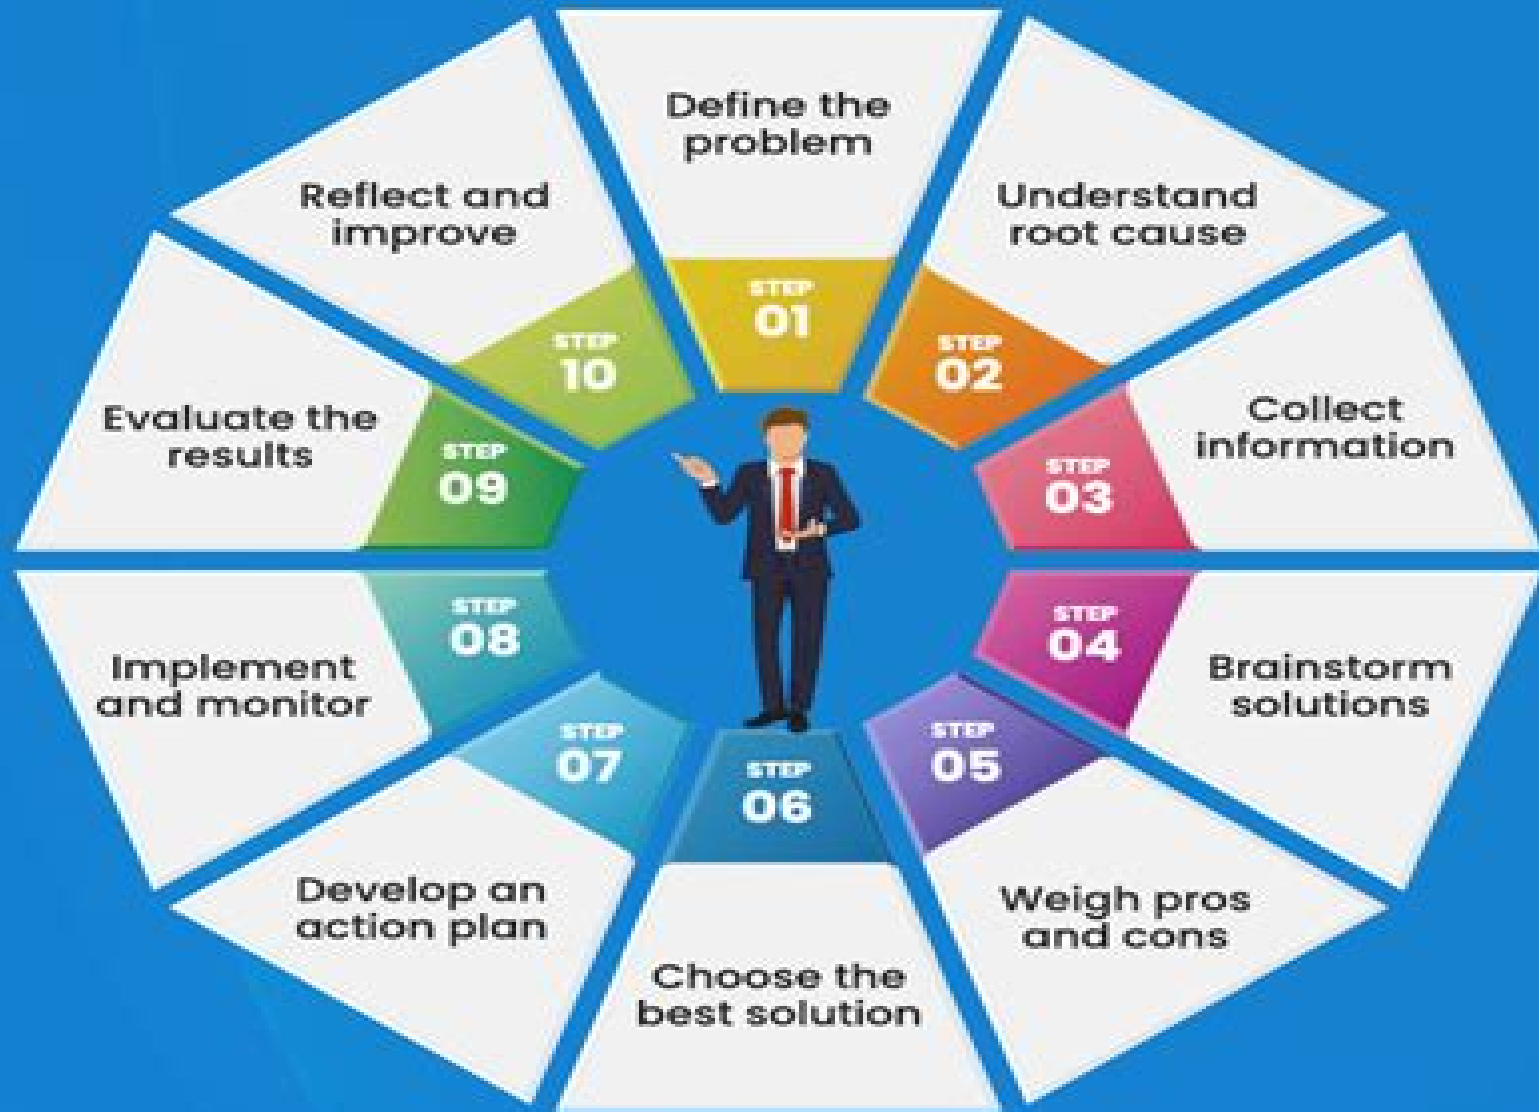 STEP
01
Define the
problem
STEP
02
Understand
root cause
STEP
03
Collect
information
STEP
04
Brainstorm
solutions
STEP
05
Weigh pros
and cons
STEP
06
Choose the
best solution
STEP
07
Develop an
action plan
STEP
08
Implement
and monitor
STEP
09
Evaluate the
results
STEP
10
Reflect and
improve